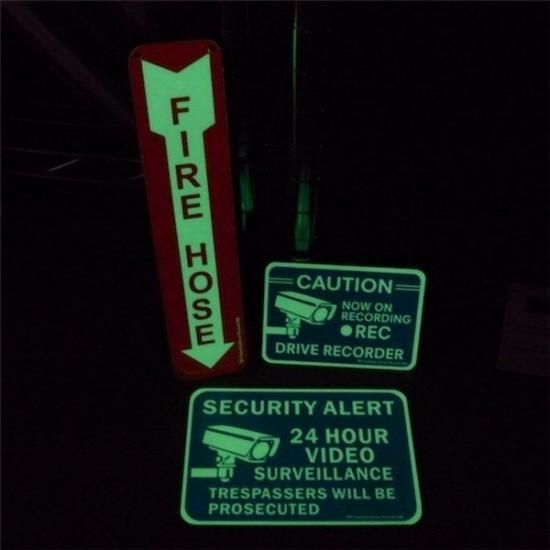 FIRE HOSE
CAUTION
NOW ON
RECORDING
REC
DRIVE RECORDER
SECURITY ALERT
24 HOUR
VIDEO
SURVEILLANCE
TRESPASSERS WILL BE
PROSECUTED